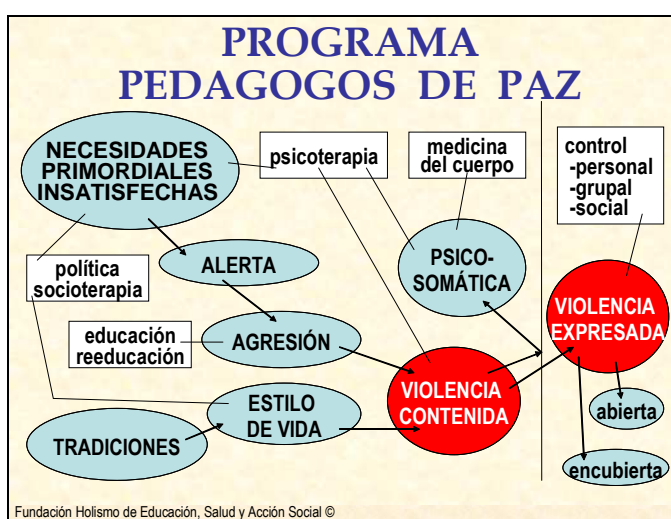 PROGRAMA
PEDAGOGOS DE PAZ
NECESIDADES
PRIMORDIALES
INSATISFECHAS
psicoterapia
medicina
del cuerpo
control
-personal
-grupal
-social
política
socioterapia
ALERTA
PSICO-
SOMÁTICA
VIOLENCIA
EXPRESADA
educación
reeducación
AGRESIÓN
VIOLENCIA
CONTENIDA
ESTILO
DE VIDA
TRADICIONES
abierta
encubierta
Fundación Holismo de Educación, Salud y Acción Social ©